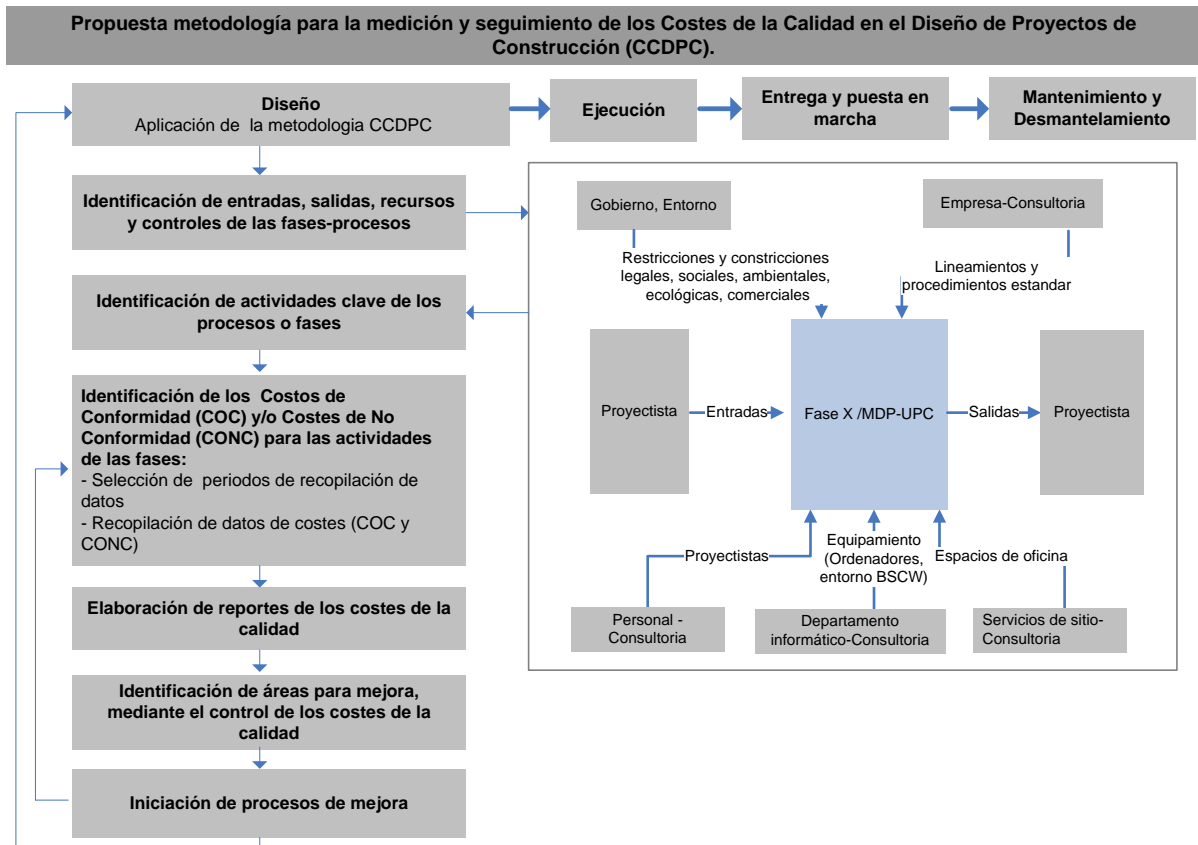 Propuesta metodología para la medición y seguimiento de los Costes de la Calidad en el Diseño de Proyectos de
Construcción (CCDPC).
Diseño
Aplicación de la metodologia CCDPC
Ejecución
Entrega y puesta en
marcha
Mantenimiento y
Desmantelamiento
Identificación de entradas, salidas, recursos
y controles de las fases-procesos
Identificación de actividades clave de los
procesos o fases
Identificación de los Costos de
Conformidad (COC) y/o Costes de No
Conformidad (CONC) para las actividades
de las fases:
- Selección de periodos de recopilación de
datos
- Recopilación de datos de costes (COC y
CONC)
Elaboración de reportes de los costes de la
calidad
Identificación de áreas para mejora,
mediante el control de los costes de la
calidad
Iniciación de procesos de mejora
Gobierno, Entorno
Empresa-Consultoria
Restricciones y constricciones
legales, sociales, ambientales,
ecológicas, comerciales
Lineamientos y
procedimientos estandar
Proyectista
Entradas
Fase X /MDP-UPC
Salidas
Proyectista
Proyectistas
Equipamiento
(Ordenadores,
entorno BSCW)
Espacios de oficina
Personal -
Consultoria
Departamento
informático-Consultoria
Servicios de sitio-
Consultoria